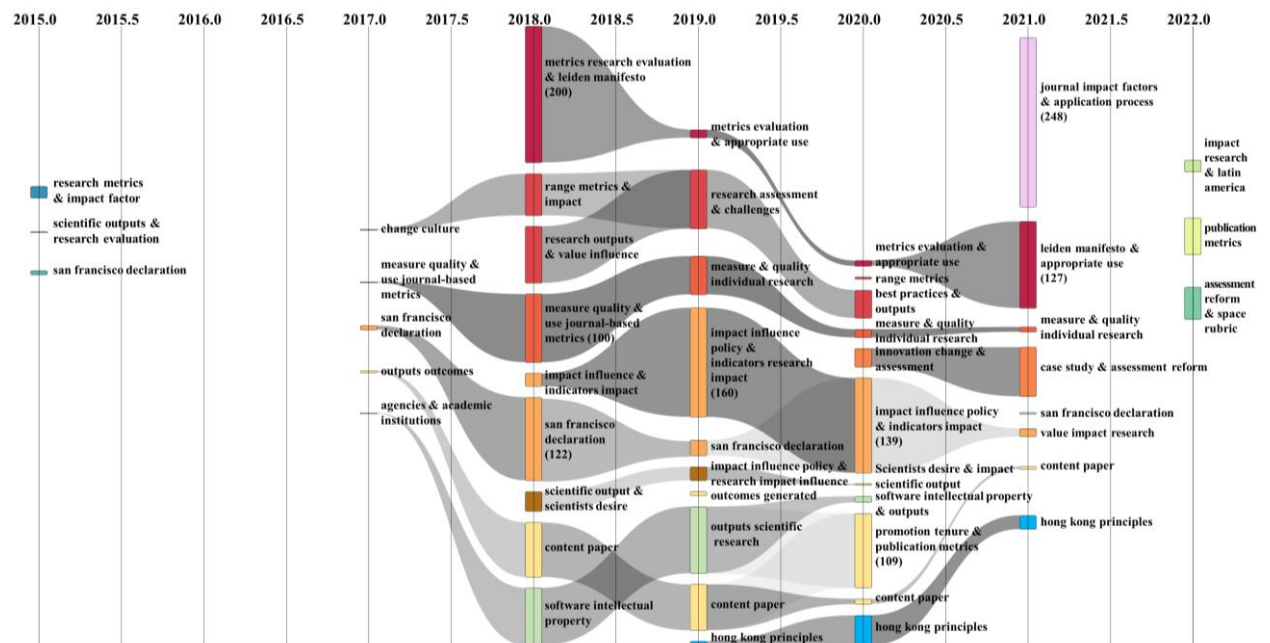 2015.0 2015.5 2016.0 2016.5 2017.0 2017.5 2018.0 2018.5 2019.0 2019.5 2020.0 2020.5 2021.0 2021.5 2022.0
research metrics
& impact factor
scientific outputs &
research evaluation
san francisco declaration
change culture
measure quality &
use journal-based
metrics
san francisco
declaration
outputs outcomes
agencies & academic
institutions
metrics research evaluation
& leiden manifesto
(200)
range metrics &
impact
research outputs
& value influence
measure quality &
use journal-based
metrics (100)
impact influence &
indicators impact
san francisco
declaration
(122)
scientific output &
scientists desire
content paper
software intellectual
property
metrics evaluation
& appropriate use
research assessment
& challenges
measure & quality
individual research
impact influence
policy &
indicators research
impact
(160)
san francisco declaration
impact influence policy &
research impact influence
outcomes generated
outputs scientific
research
content paper
hong kong principles
metrics evaluation &
appropriate use
range metrics
best practices &
outputs
measure & quality
individual research
innovation change &
assessment
impact influence policy
& indicators impact
(139)
Scientists desire & impact
scientific output
software intellectual property
& outputs
promotion tenure &
publication metrics
(109)
content paper
hong kong principles
journal impact factors
& application process
(248)
leiden manifesto &
appropriate use
(127)
measure & quality
individual research
case study & assessment reform
san francisco declaration
value impact research
content paper
hong kong principles
impact
research
& latin
america
publication
metrics
assessment
reform
& space
rubric